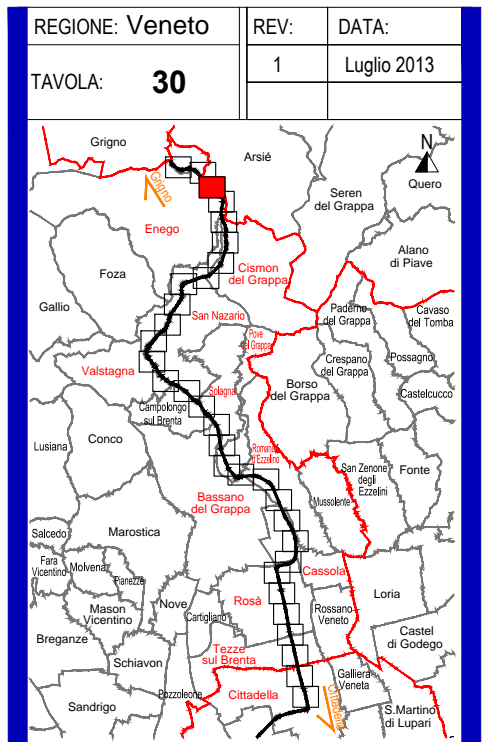 REGIONE: Veneto
REV:
DATA:
TAVOLA: 30
1
Luglio 2013
Grigno
Arsié
N
Quero
Grigno
Seren
del Grappa
Enego
Alano
di Piave
Cismon
del Grappa
Foza
Gallio
San Nazario
Paderno
del Grappa
Cavaso
del Tomba
Pove
del Grappa
Crespano
del Grappa
Possagno
Valstagna
Solagna
Borso
del Grappa
Castelcucco
Campolongo
sul Brenta
Lusiana
Conco
Romano
d'Ezzelino
San Zenone
degli
Ezzelini
Fonte
Bassano
del Grappa
Mussolente
Salcedo
Marostica
Fara
Vicentino
Molvena
Pianezze
Cassola
Loria
Mason
Vicentino
Nove
Rosà
Rossano
Veneto
Cartigliano
Breganze
Castel
di Godego
Schiavon
Tezze
sul Brenta
Galliera
Veneta
Pozzoleone
Cittadella
Cittadella
Sandrigo
S.Martino
di Lupari